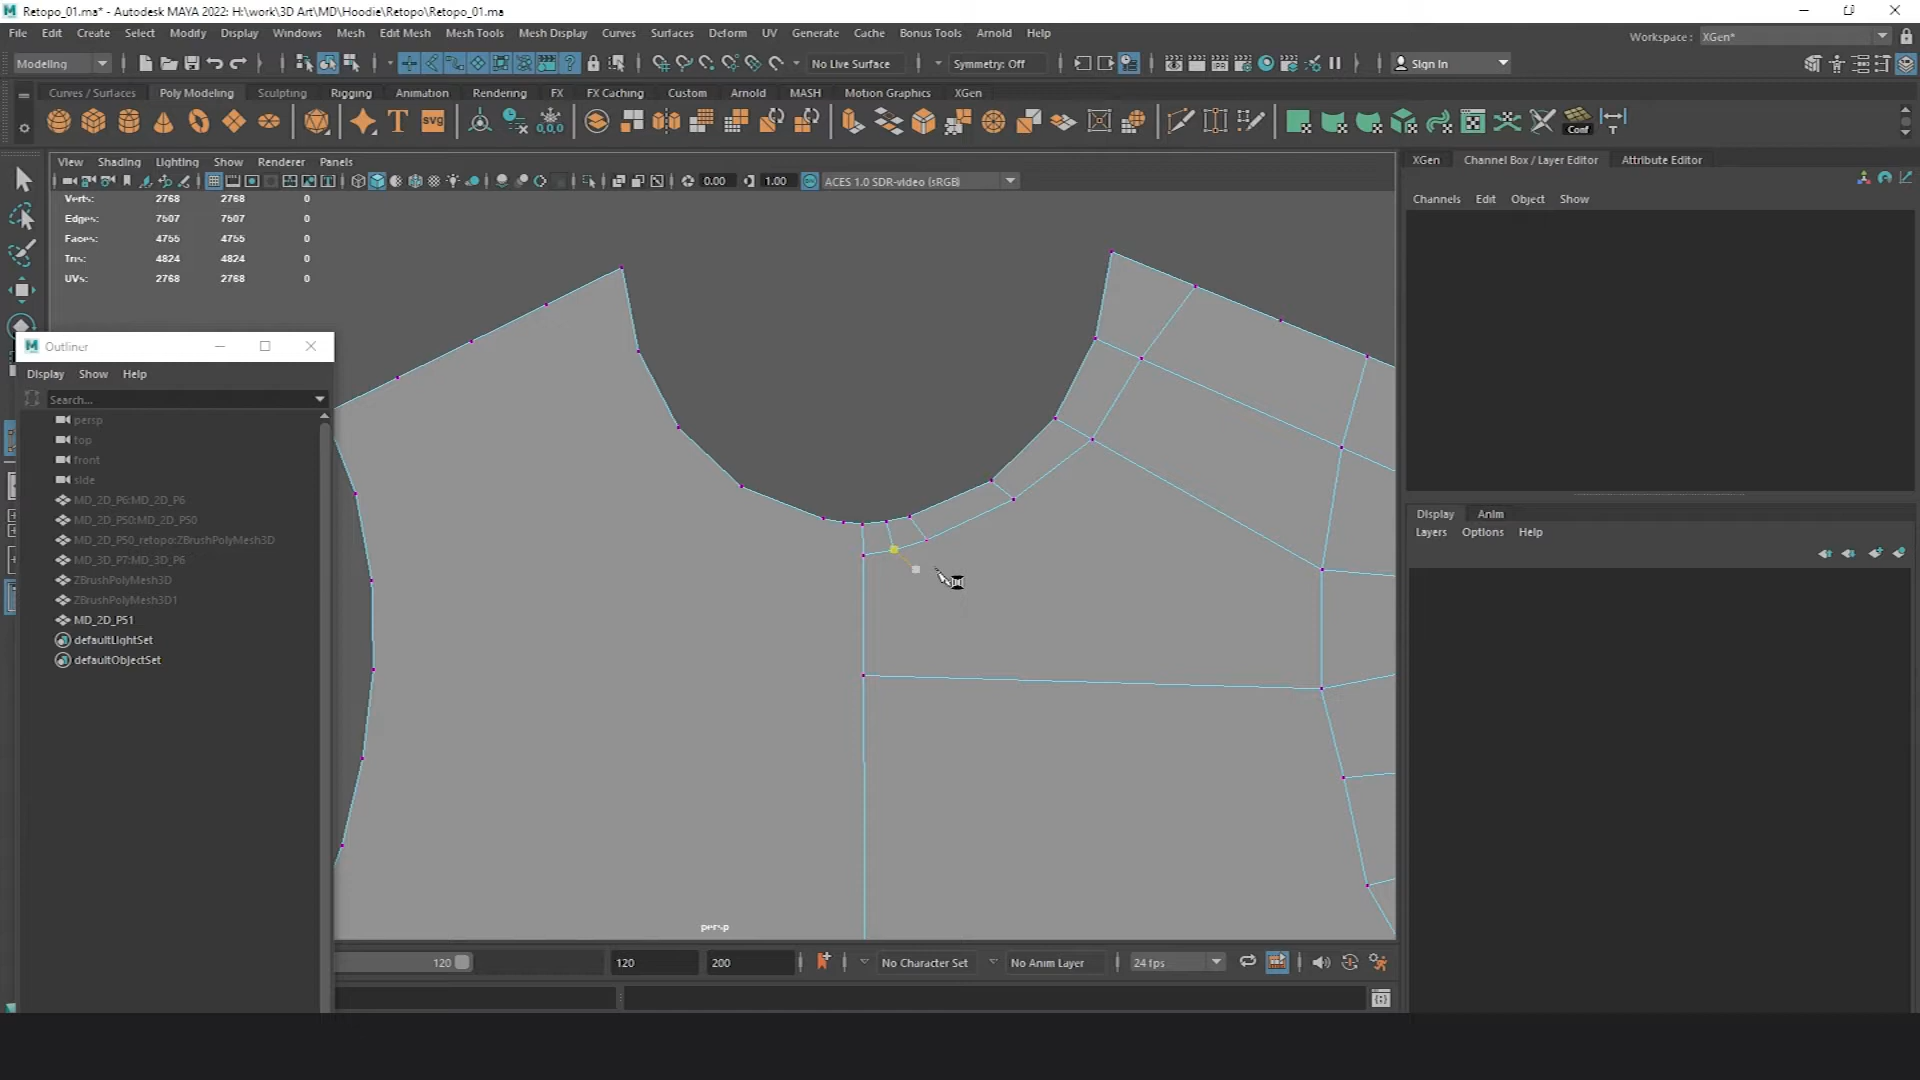 Retopo_01.ma* - Autodesk MAYA 2022: H:\work\3D Art\MD\Hoodie\Retopo\Retopo_01.ma
File Edit Create Select Modify Display Windows Mesh Edit Mesh Mesh Tools Mesh Display Curves Surfaces Deform UV Generate Cache Bonus Tools Arnold Help
Workspace : XGen*
Modeling
No Live Surface
Symmetry: Off
Sign In
Curves / Surfaces Poly Modeling Sculpting Rigging Animation Rendering FX FX Caching Custom Arnold MASH Motion Graphics XGen
T
SVG
0,0,0
Conf
View Shading Lighting Show Renderer Panels
0.00
1.00
ACES 1.0 SDR-video (sRGB)
XGen Channel Box / Layer Editor Attribute Editor
Channels Edit Object Show
Verts: 2768 2768 0
Edges: 7507 7507 0
Faces: 4755 4755 0
Tris: 4824 4824 0
UVs: 2768 2768 0
Outliner
Display Show Help
Search...
persp
top
front
side
MD_2D_P6:MD_2D_P6
MD_2D_P50:MD_2D_P50
MD_2D_P50_retopo:ZBrushPolyMesh3D
MD_3D_P7:MD_3D_P6
ZBrushPolyMesh3D
ZBrushPolyMesh3D1
MD_2D_P51
defaultLightSet
defaultObjectSet
Display Anim
Layers Options Help
persp
120
120
200
No Character Set
No Anim Layer
24 fps